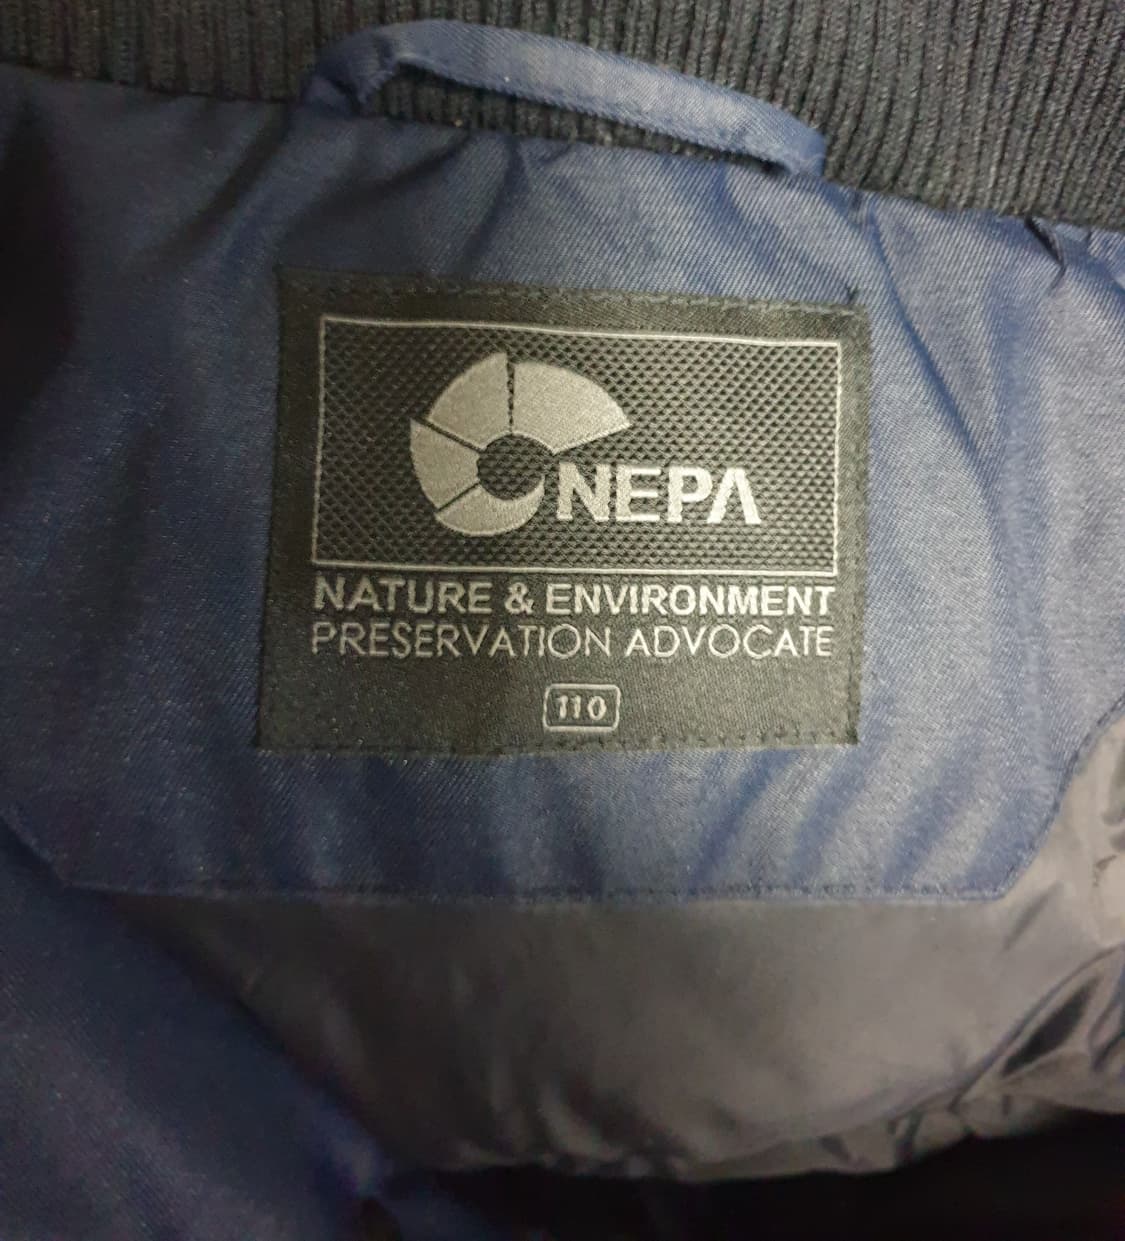 NEPA
NATURE & ENVIRONMENT
PRESERVATION ADVOCATE
110